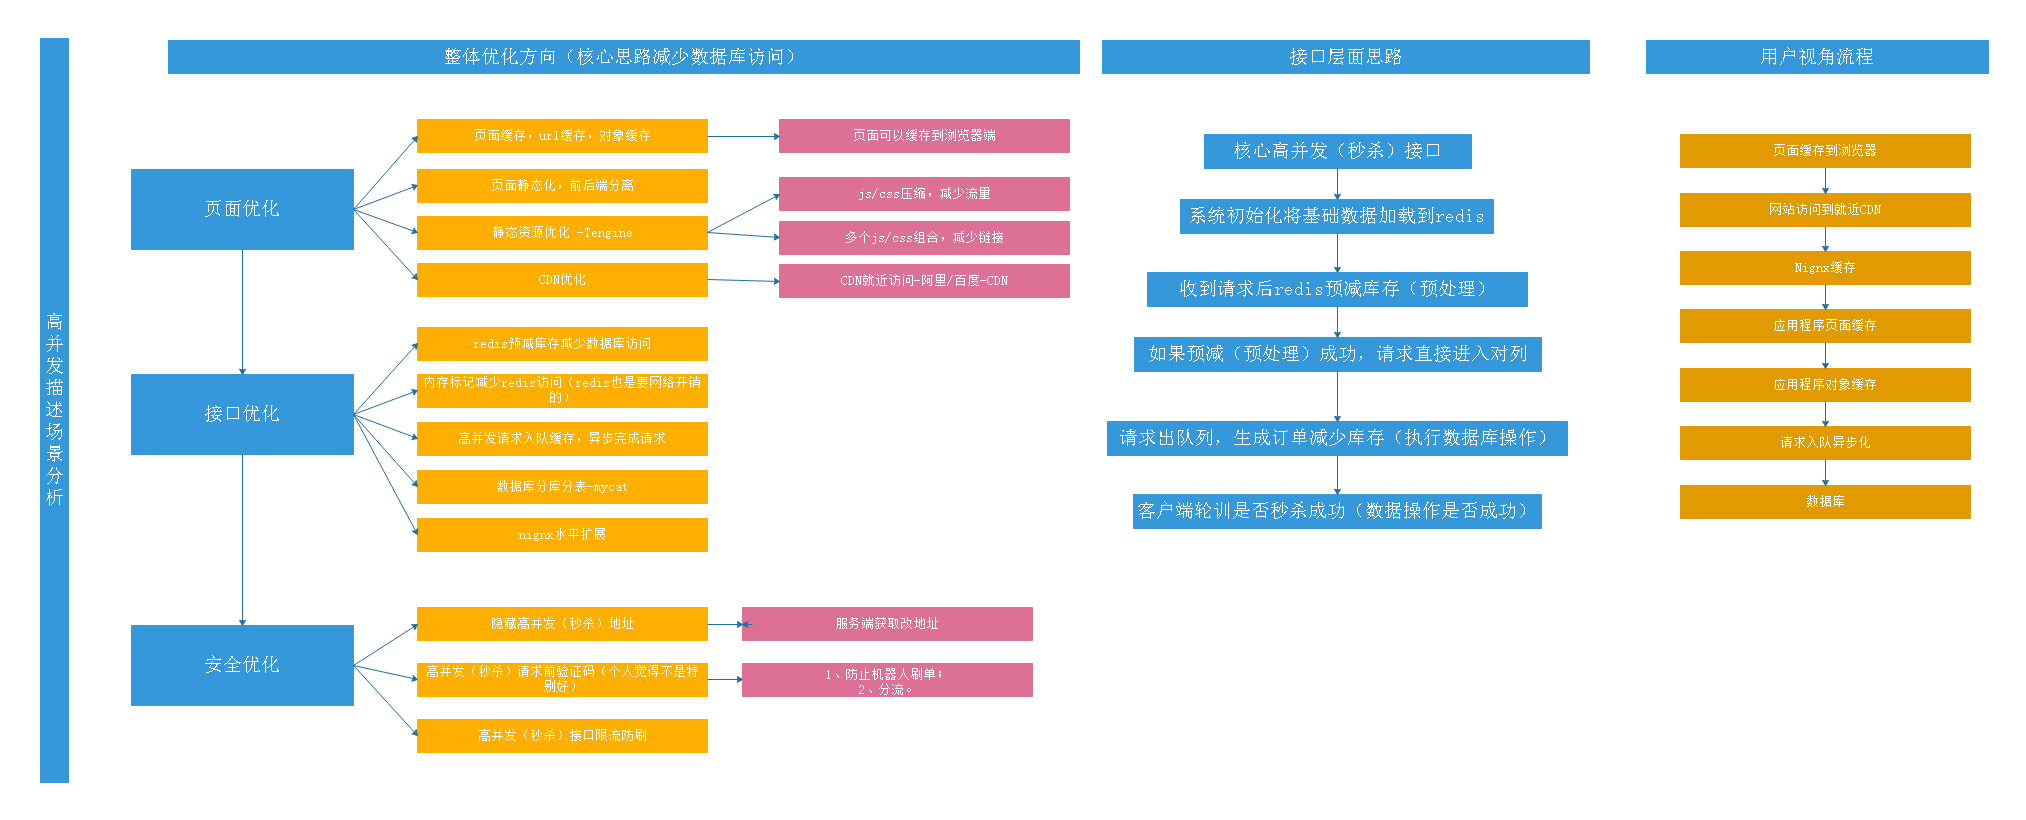 高并发描述场景分析
整体优化方向（核心思路减少数据库访问）
页面优化
页面缓存，url缓存，对象缓存
页面可以缓存到浏览器端
页面静态化，前后端分离
静态资源优化 -Tengine
js/css压缩，减少流量
多个js/css组合，减少链接
CDN优化
CDN就近访问-阿里/百度-CDN
接口优化
redis预减库存减少数据库访问
内存标记减少redis访问（redis也是要网络开销
的）
高并发请求入队缓存，异步完成请求
数据库分库分表-mycat
nignx水平扩展
安全优化
隐藏高并发（秒杀）地址
服务端获取改地址
高并发（秒杀）请求前验证码（个人觉得不是特
别好）
1、防止机器人刷单；
2、分流。
高并发（秒杀）接口限流防刷
接口层面思路
核心高并发（秒杀）接口
系统初始化将基础数据加载到redis
收到请求后redis预减库存（预处理）
如果预减（预处理）成功，请求直接进入对列
请求出队列，生成订单减少库存（执行数据库操作）
客户端轮训是否秒杀成功（数据操作是否成功）
用户视角流程
页面缓存到浏览器
网站访问到就近CDN
Nignx缓存
应用程序页面缓存
应用程序对象缓存
请求入队异步化
数据库